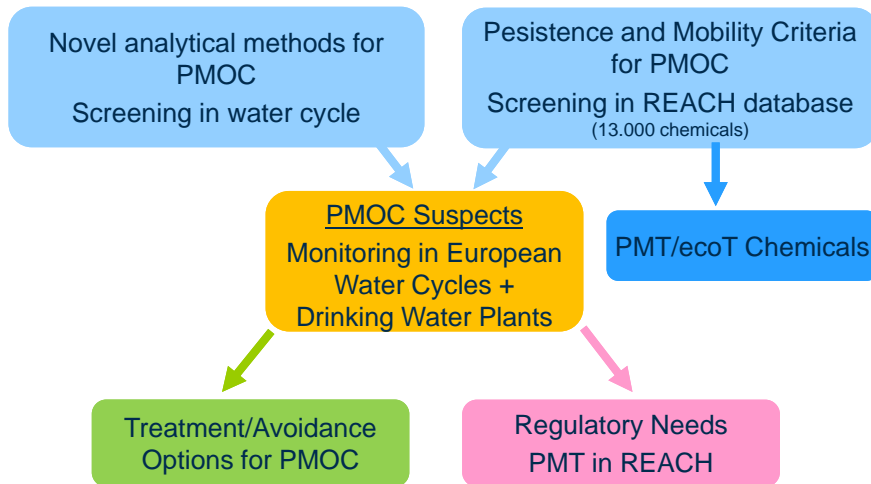 Novel analytical methods for
PMOC
Screening in water cycle
Pesistence and Mobility Criteria
for PMOC
Screening in REACH database
(13.000 chemicals)
PMOC Suspects
Monitoring in European
Water Cycles +
Drinking Water Plants
PMT/ecoT Chemicals
Treatment/Avoidance
Options for PMOC
Regulatory Needs
PMT in REACH